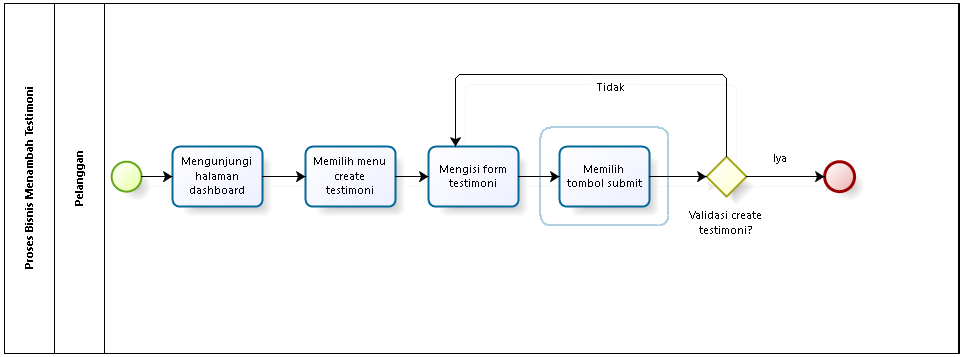 Proses Bisnis Menambah Testimoni
Pelanggan
Mengunjungi
halaman
dashboard
Memilih menu
create
testimoni
Mengisi form
testimoni
Memilih
tombol submit
Tidak
Validasi create
testimoni?
Iya